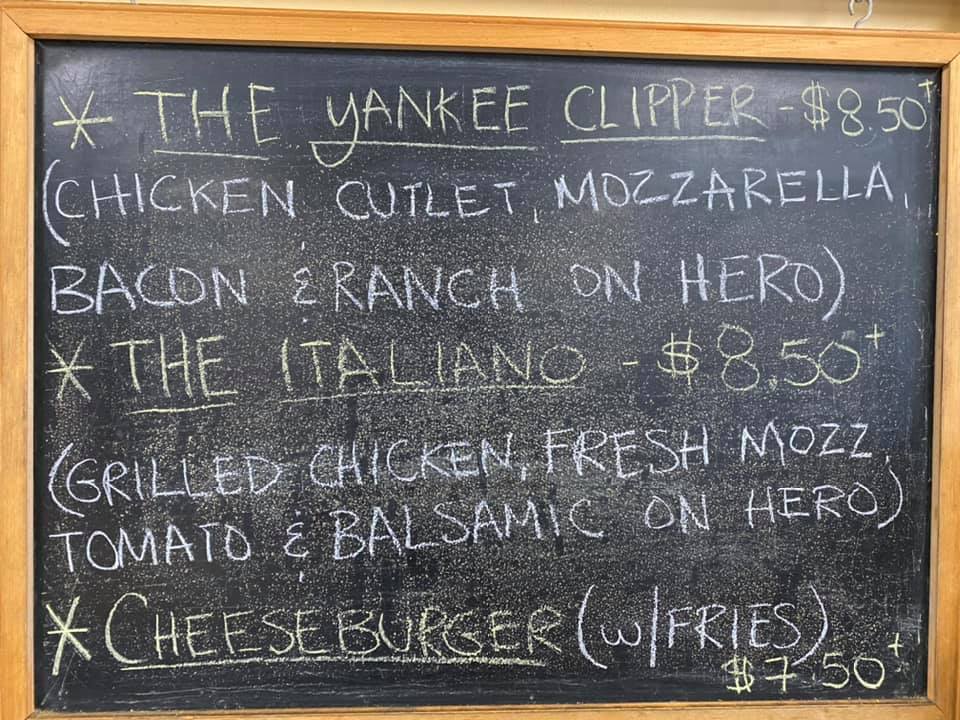 * THE YANKEE CLIPPER - $8.50+
(CHICKEN CUTLET, MOZZARELLA,
BACON & RANCH ON HERO)
* THE ITALIANO - $8.50+
(GRILLED CHICKEN, FRESH MOZZ,
TOMATO & BALSAMIC ON HERO)
* CHEESEBURGER (W/FRIES)
$7.50+